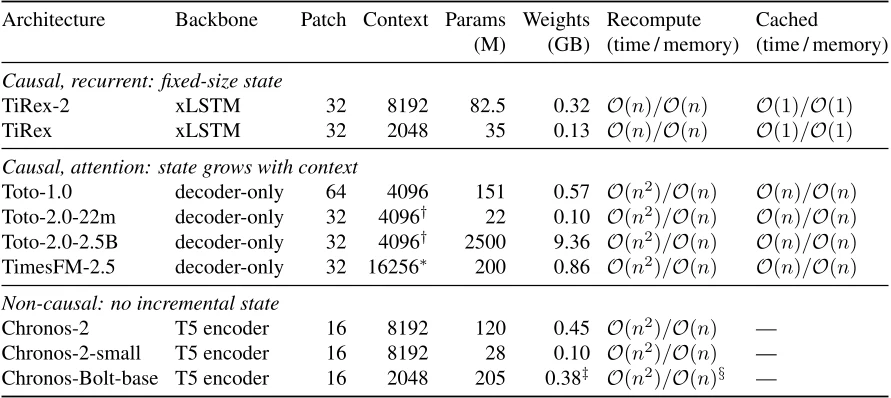 Architecture Backbone Patch Context Params Weights Recompute Cached
(M) (GB) (time / memory) (time / memory)
Causal, recurrent: fixed-size state
TiRex-2 xLSTM 32 8192 82.5 0.32 O(n)/O(n) O(1)/O(1)
TiRex xLSTM 32 2048 35 0.13 O(n)/O(n) O(1)/O(1)
Causal, attention: state grows with context
Toto-1.0 decoder-only 64 4096 151 0.57 O(n²)/O(n) O(n)/O(n)
Toto-2.0-22m decoder-only 32 4096† 22 0.10 O(n²)/O(n) O(n)/O(n)
Toto-2.0-2.5B decoder-only 32 4096† 2500 9.36 O(n²)/O(n) O(n)/O(n)
TimesFM-2.5 decoder-only 32 16256* 200 0.86 O(n²)/O(n) O(n)/O(n)
Non-causal: no incremental state
Chronos-2 T5 encoder 16 8192 120 0.45 O(n²)/O(n) —
Chronos-2-small T5 encoder 16 8192 28 0.10 O(n²)/O(n) —
Chronos-Bolt-base T5 encoder 16 2048 205 0.38‡ O(n²)/O(n)§ —